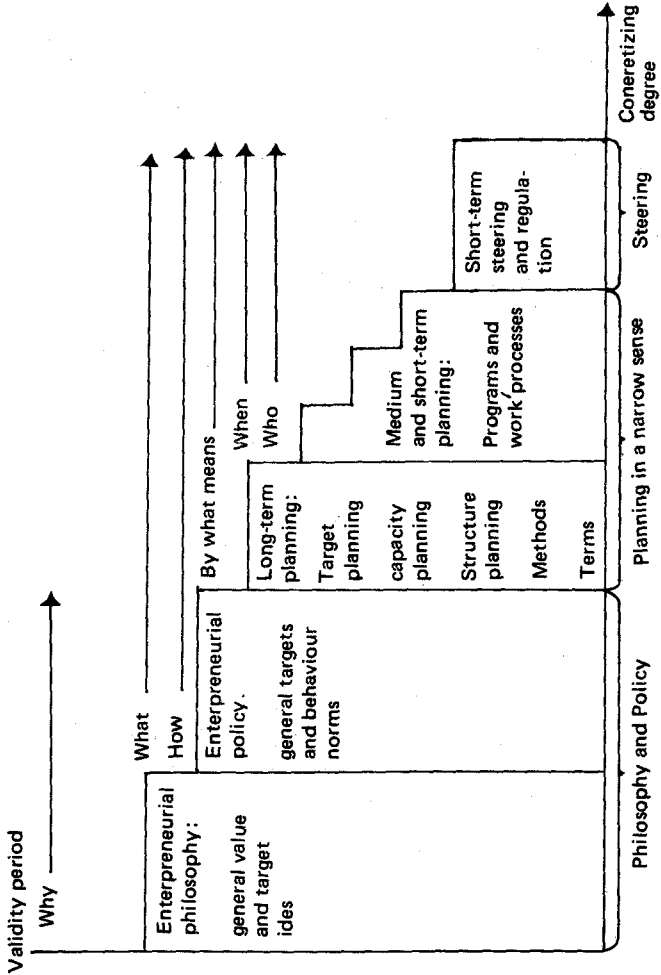 Validity period
Why
What
How
By what means
When
Who
Enterpreneurial
philosophy:
general value
and target
ides
Enterpreneurial
policy.
general targets
and behaviour
norms
Long-term
planning:
Target
planning
capacity
planning
Structure
planning
Methods
Terms
Medium
and short-term
planning:
Programs and
work processes
Short-term
steering
and regula-
tion
Philosophy and Policy
Planning in a narrow sense
Steering
Coneretizing
degree